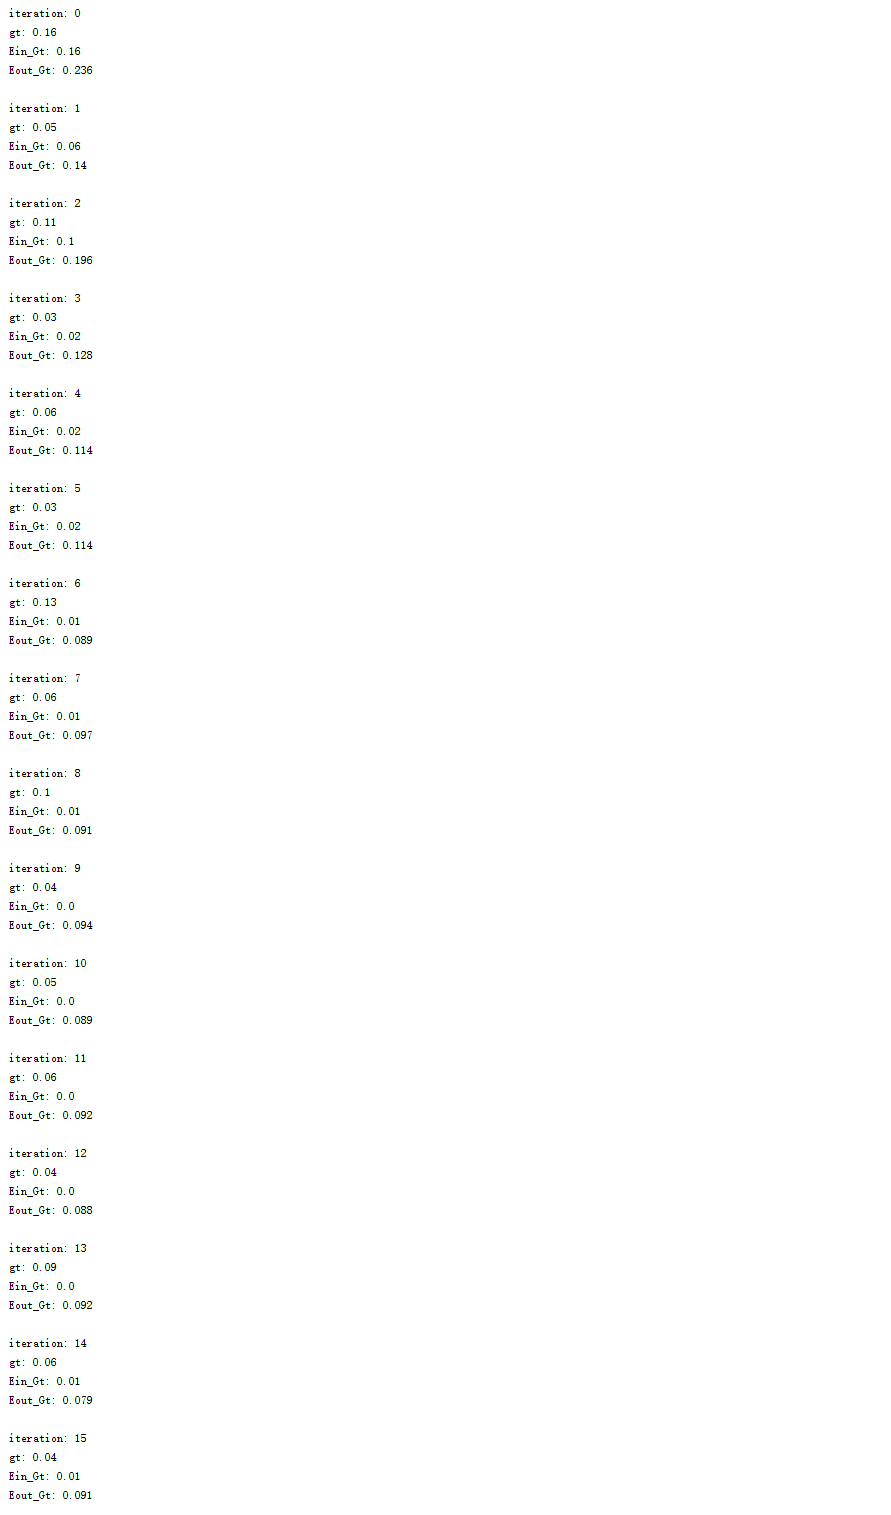 iteration: 0
gt: 0.16
Ein_Gt: 0.16
Eout_Gt: 0.236
iteration: 1
gt: 0.05
Ein_Gt: 0.06
Eout_Gt: 0.14
iteration: 2
gt: 0.11
Ein_Gt: 0.1
Eout_Gt: 0.196
iteration: 3
gt: 0.03
Ein_Gt: 0.02
Eout_Gt: 0.128
iteration: 4
gt: 0.06
Ein_Gt: 0.02
Eout_Gt: 0.114
iteration: 5
gt: 0.03
Ein_Gt: 0.02
Eout_Gt: 0.114
iteration: 6
gt: 0.13
Ein_Gt: 0.01
Eout_Gt: 0.089
iteration: 7
gt: 0.06
Ein_Gt: 0.01
Eout_Gt: 0.097
iteration: 8
gt: 0.1
Ein_Gt: 0.01
Eout_Gt: 0.091
iteration: 9
gt: 0.04
Ein_Gt: 0.0
Eout_Gt: 0.094
iteration: 10
gt: 0.05
Ein_Gt: 0.0
Eout_Gt: 0.089
iteration: 11
gt: 0.06
Ein_Gt: 0.0
Eout_Gt: 0.092
iteration: 12
gt: 0.04
Ein_Gt: 0.0
Eout_Gt: 0.088
iteration: 13
gt: 0.09
Ein_Gt: 0.0
Eout_Gt: 0.092
iteration: 14
gt: 0.06
Ein_Gt: 0.01
Eout_Gt: 0.079
iteration: 15
gt: 0.04
Ein_Gt: 0.01
Eout_Gt: 0.091